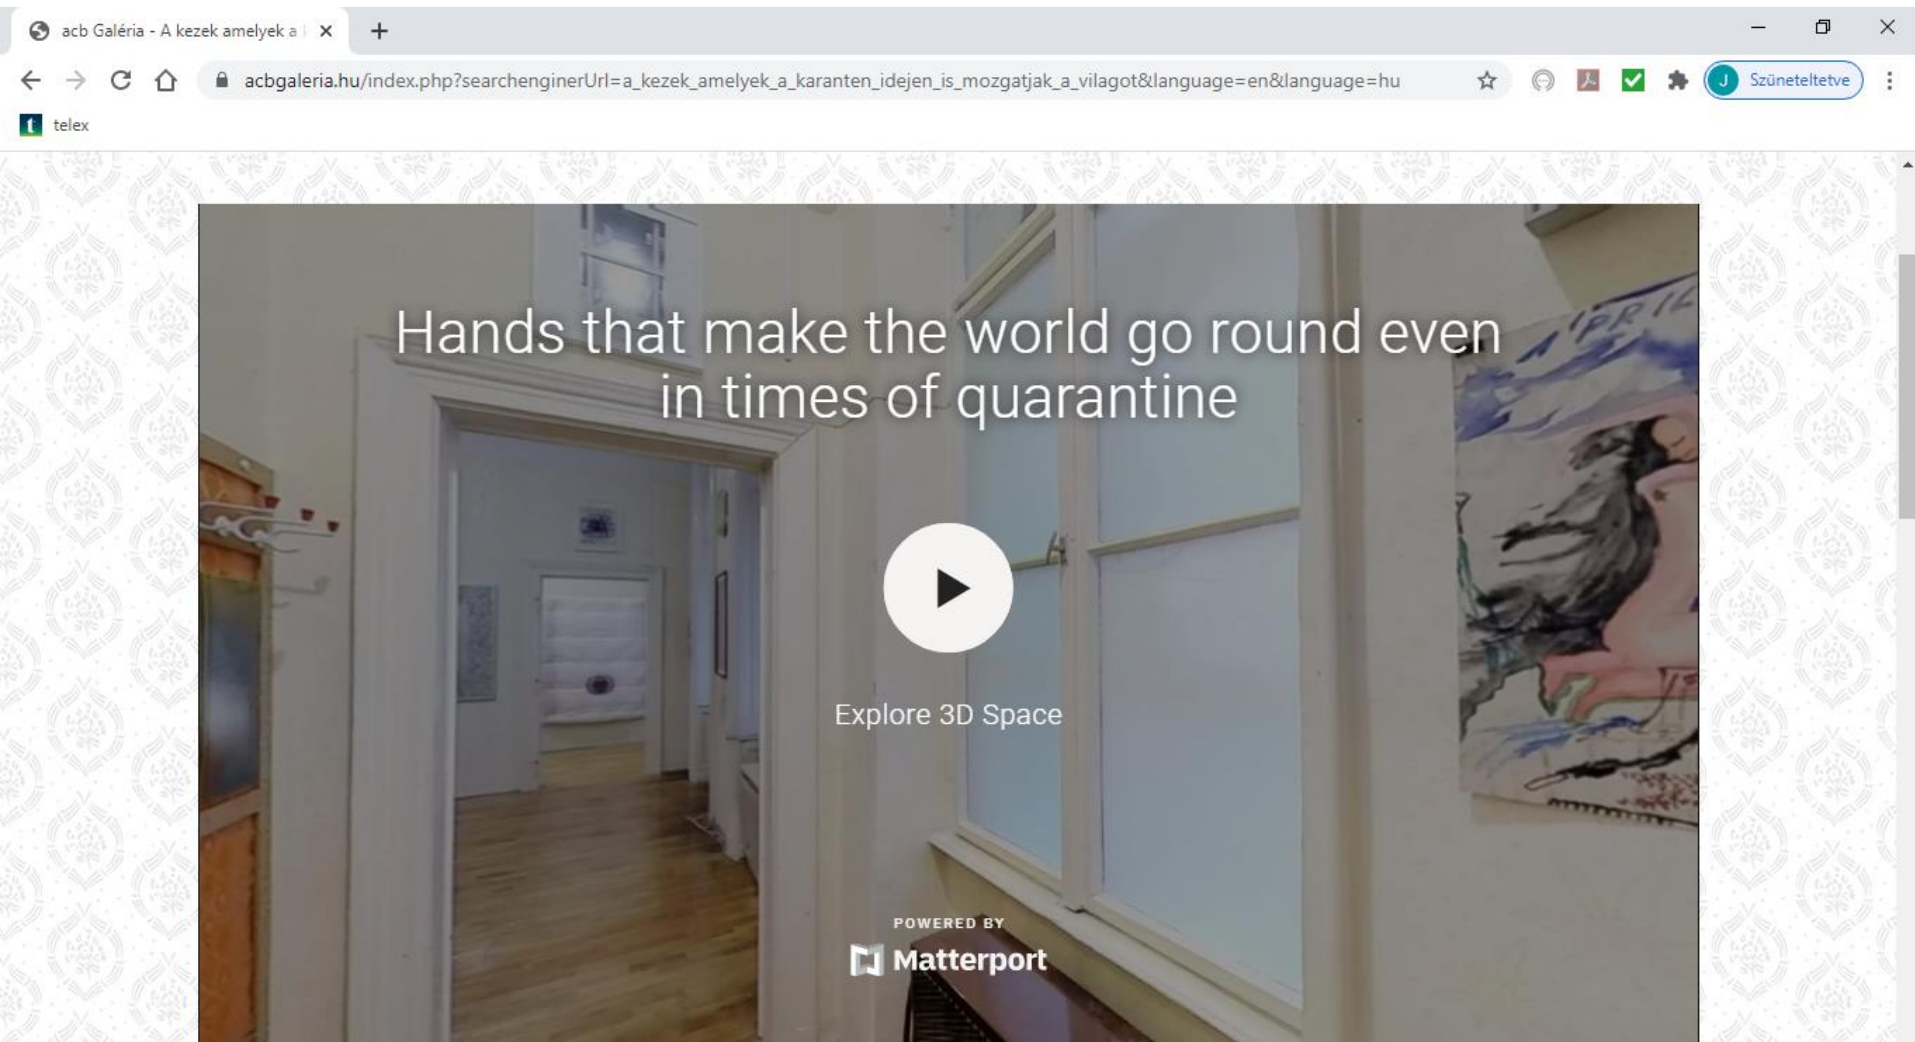 acb Galéria - A kezek amelyek a
acbgaleria.hu/index.php?searchenginerUrl=a_kezek_amelyek_a_karanten_idejen_is_mozgatjak_a_vilagot&language=en&language=hu
J Szüneteltetve
t telex
Hands that make the world go round even
in times of quarantine
APRIL
Explore 3D Space
POWERED BY
Matterport